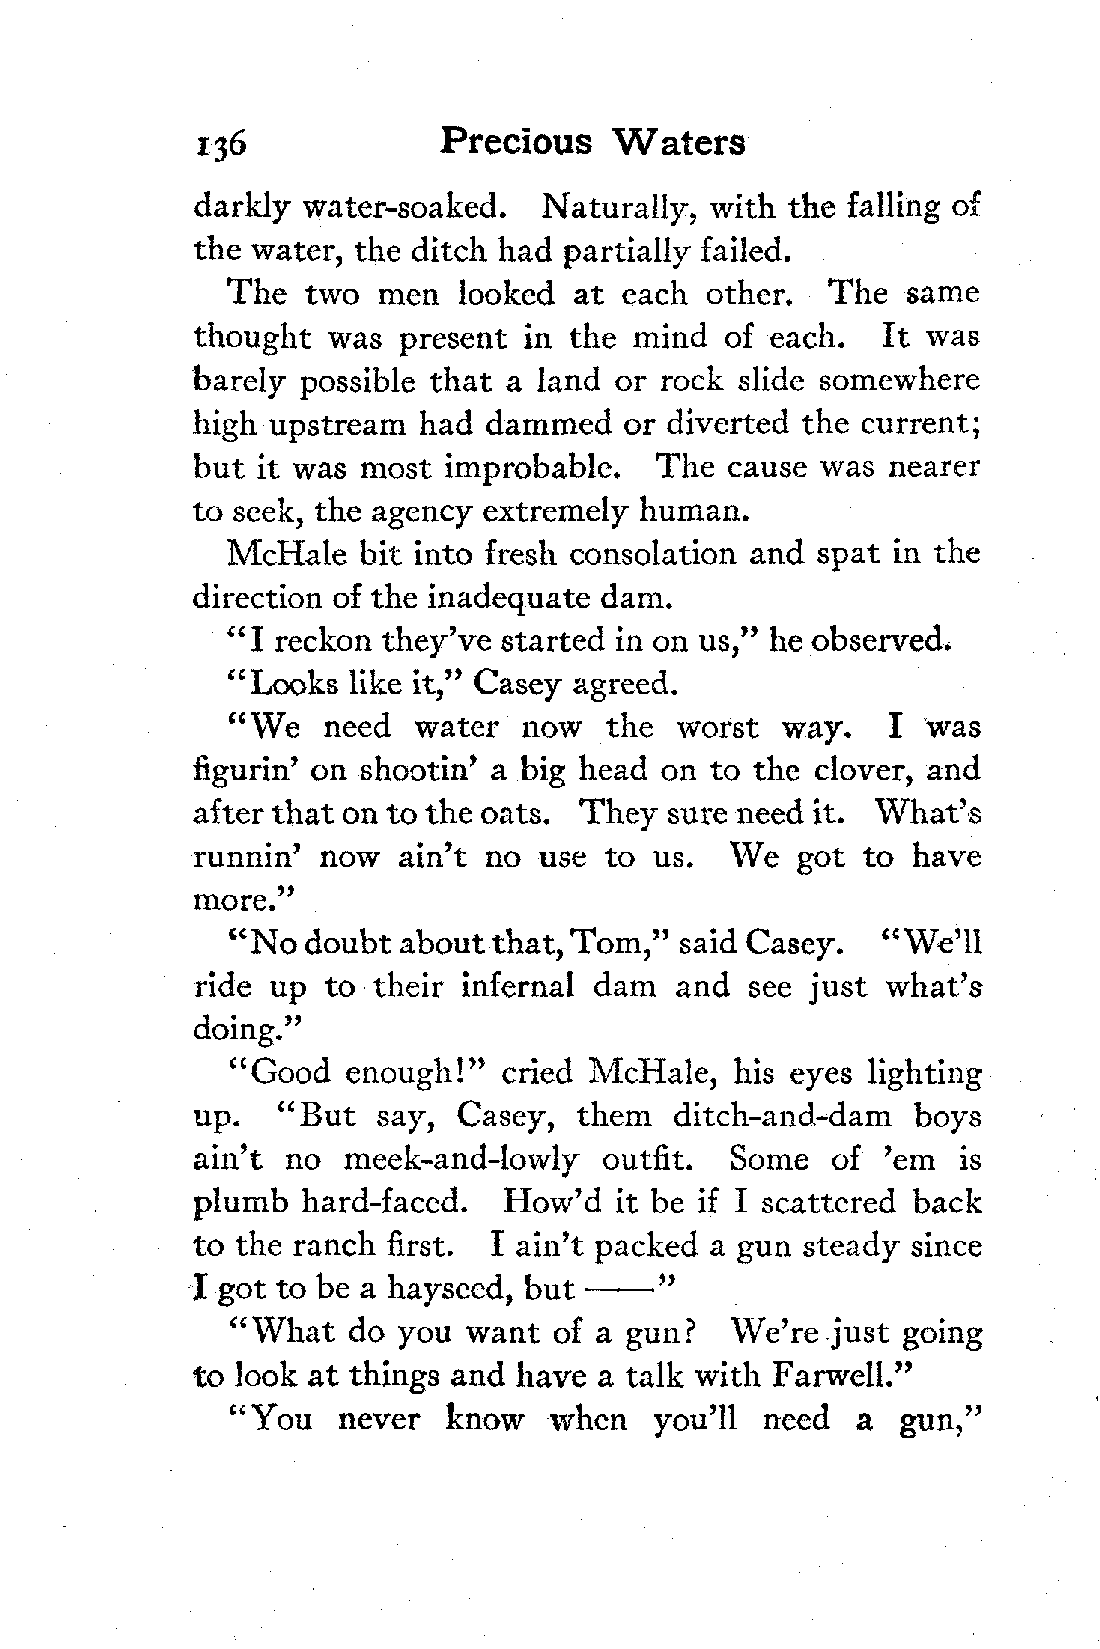 136 Precious Waters
darkly water-soaked. Naturally, with the falling of
the water, the ditch had partially failed.
The two men looked at each other. The same
thought was present in the mind of each. It was
barely possible that a land or rock slide somewhere
high upstream had dammed or diverted the current;
but it was most improbable. The cause was nearer
to seek, the agency extremely human.
McHale bit into fresh consolation and spat in the
direction of the inadequate dam.
“I reckon they’ve started in on us,” he observed.
“Looks like it,” Casey agreed.
“We need water now the worst way. I was
figurin’ on shootin’ a big head on to the clover, and
after that on to the oats. They sure need it. What’s
runnin’ now ain’t no use to us. We got to have
more.”
“No doubt about that, Tom,” said Casey. “We’ll
ride up to their infernal dam and see just what’s
doing.”
“Good enough!” cried McHale, his eyes lighting
up. “But say, Casey, them ditch-and-dam boys
ain’t no meek-and-lowly outfit. Some of ’em is
plumb hard-faced. How’d it be if I scattered back
to the ranch first. I ain’t packed a gun steady since
I got to be a hayseed, but ——”
“What do you want of a gun? We’re just going
to look at things and have a talk with Farwell.”
“You never know when you’ll need a gun,”